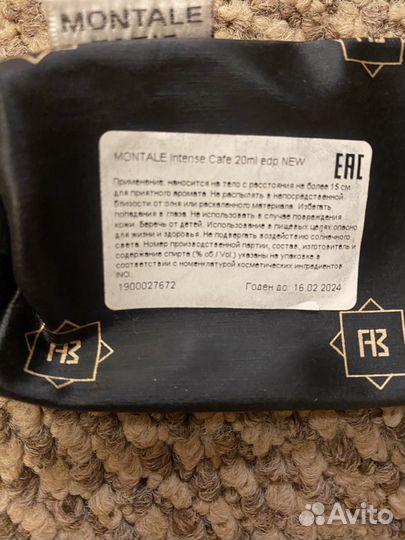 MONTALE
MONTALE Intense Cafe 20ml edp NEW
EAC
Применение: наносится на тело с расстояния не более 15 см
для приятного аромата. Не распылять в непосредственной
близости от огня или раскаленного материала. Избегать
попадания в глаза. Не использовать в случае повреждения
кожи. Беречь от детей. Использование в пищевых целях опасно
для жизни и здоровья. Не подвергать воздействию солнечного
света. Номер производственной партии, состав, изготовитель и
содержание спирта (% об / Vol.) указаны на упаковке в
соответствии с номенклатурой косметических ингредиентов
INCI.
1900027672
Годен до: 16.02.2024
Avito